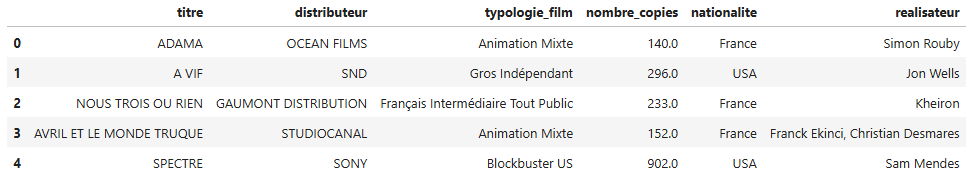 titre distributeur typologie_film nombre_copies nationalite realisateur
0 ADAMA OCEAN FILMS Animation Mixte 140.0 France Simon Rouby
1 A VIF SND Gros Indépendant 296.0 USA Jon Wells
2 NOUS TROIS OU RIEN GAUMONT DISTRIBUTION Français Intermédiaire Tout Public 233.0 France Kheiron
3 AVRIL ET LE MONDE TRUQUE STUDIOCANAL Animation Mixte 152.0 France Franck Ekinci, Christian Desmares
4 SPECTRE SONY Blockbuster US 902.0 USA Sam Mendes